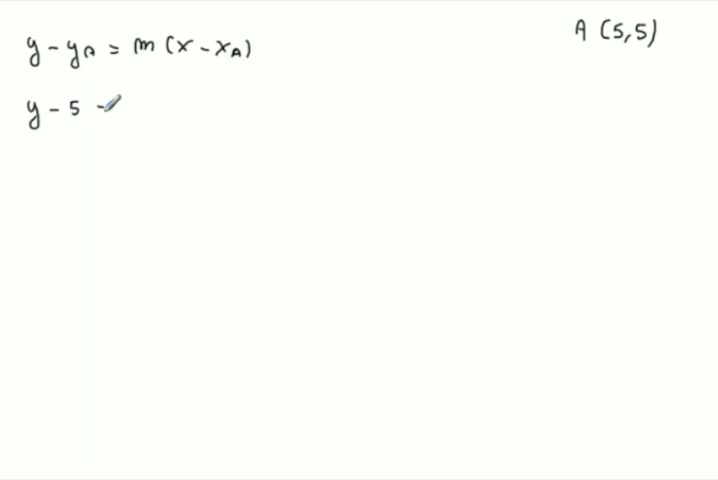 y - yA = m (x - xA)
A (5,5)
y - 5 -